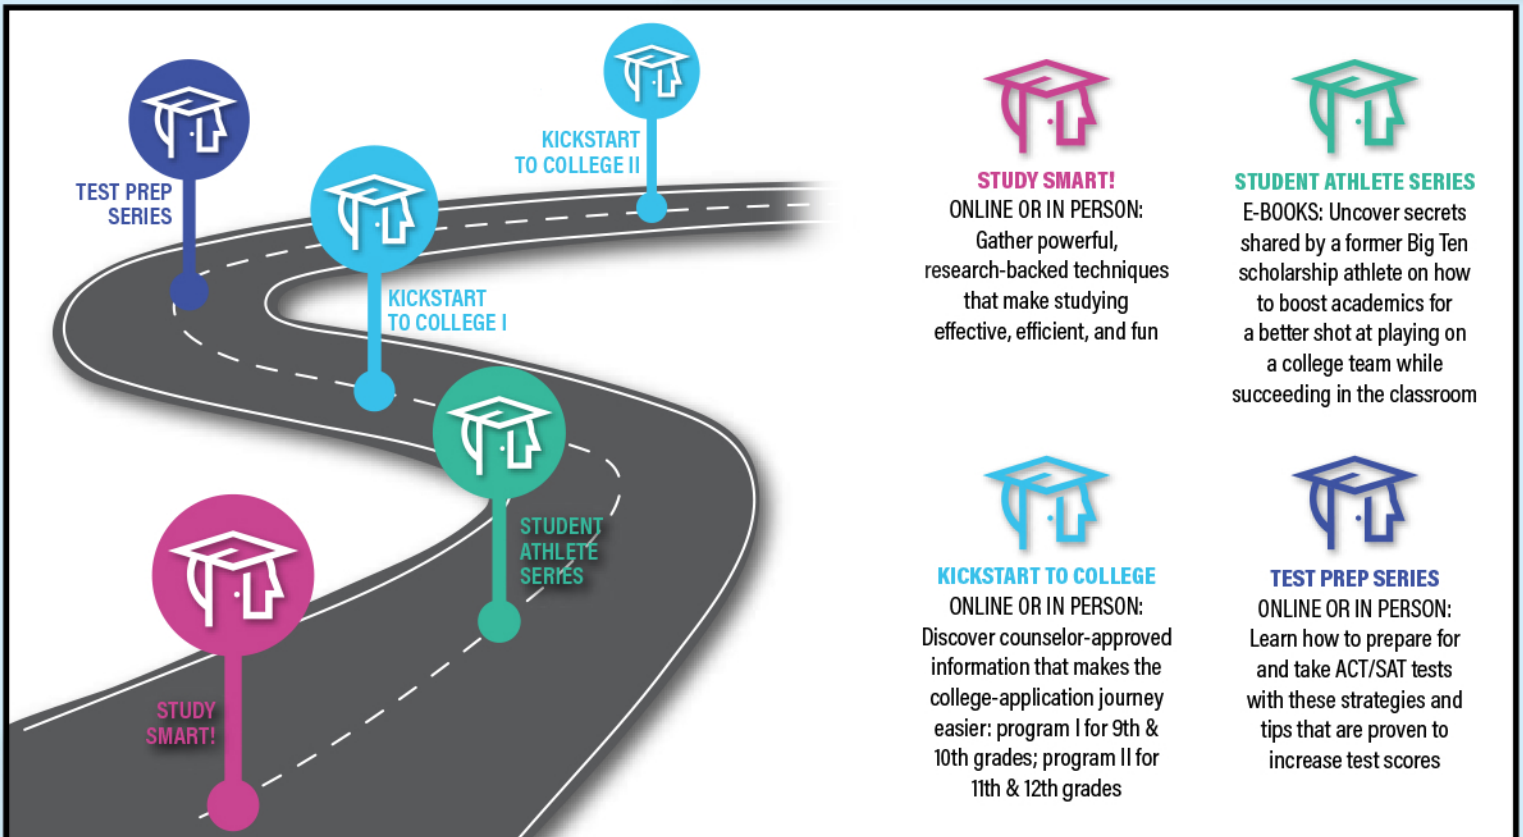 TEST PREP
SERIES
KICKSTART
TO COLLEGE II
KICKSTART
TO COLLEGE I
STUDENT
ATHLETE
SERIES
STUDY
SMART!
STUDY SMART!
ONLINE OR IN PERSON:
Gather powerful,
research-backed techniques
that make studying
effective, efficient, and fun
STUDENT ATHLETE SERIES
E-BOOKS: Uncover secrets
shared by a former Big Ten
scholarship athlete on how
to boost academics for
a better shot at playing on
a college team while
succeeding in the classroom
KICKSTART TO COLLEGE
ONLINE OR IN PERSON:
Discover counselor-approved
information that makes the
college-application journey
easier: program I for 9th &
10th grades; program II for
11th & 12th grades
TEST PREP SERIES
ONLINE OR IN PERSON:
Learn how to prepare for
and take ACT/SAT tests
with these strategies and
tips that are proven to
increase test scores